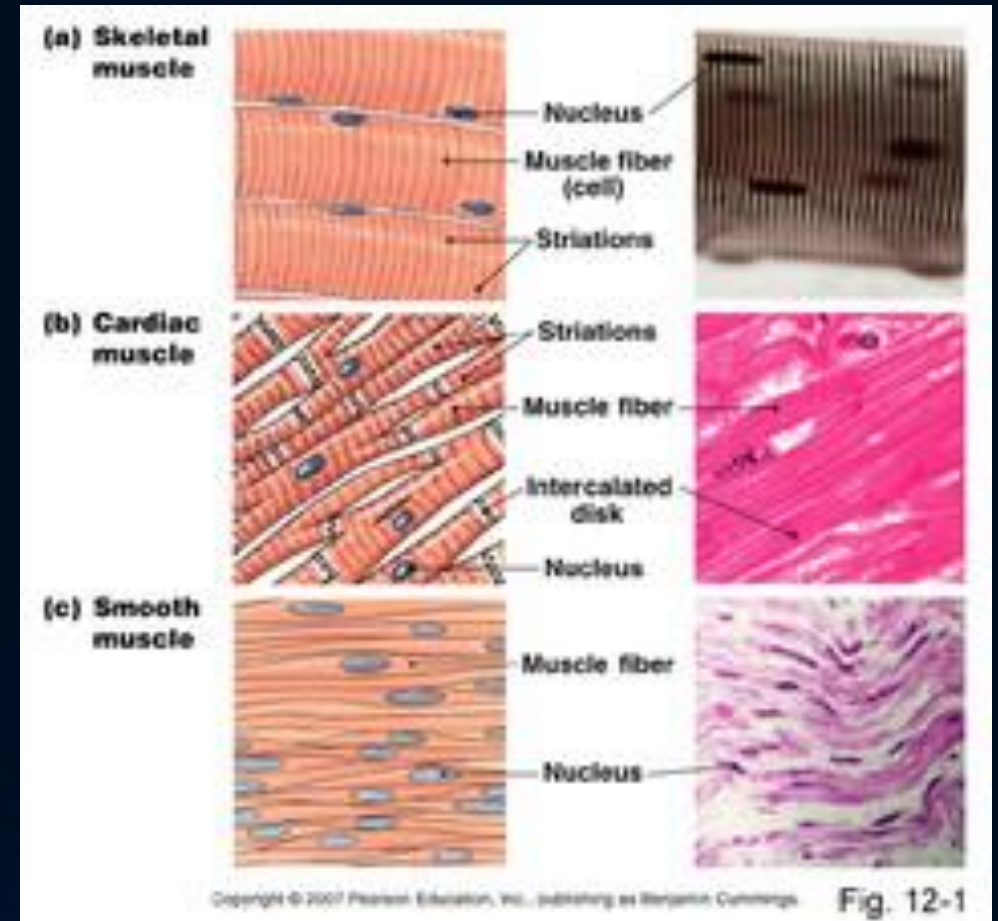 (a) Skeletal
muscle
Nucleus
Muscle fiber
(cell)
Striations
(b) Cardiac
muscle
Striations
Muscle fiber
Intercalated
disk
Nucleus
(c) Smooth
muscle
Muscle fiber
Nucleus
Copyright © 2007 Pearson Education, Inc., publishing as Benjamin Cummings.
Fig. 12-1